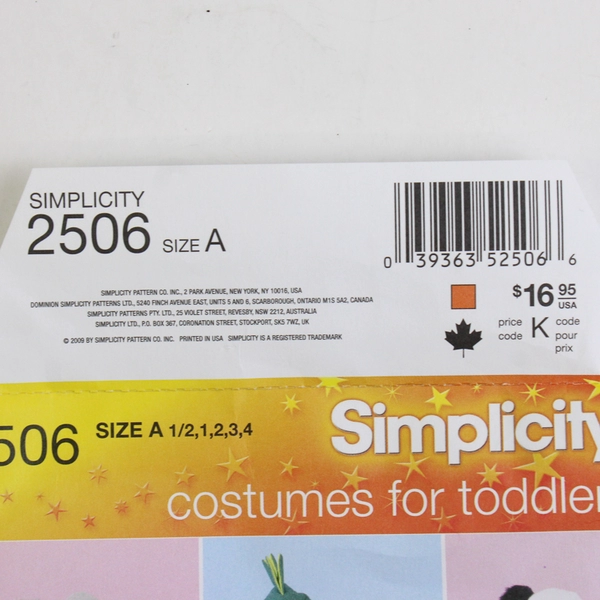 SIMPLICITY
2506 SIZE A
0 39363 52506 6
SIMPLICITY PATTERN CO. INC., 2 PARK AVENUE, NEW YORK, NY 10016, USA
DOMINION SIMPLICITY PATTERNS LTD., 5240 FINCH AVENUE EAST, UNITS 5 AND 6, SCARBOROUGH, ONTARIO M1S 5A2, CANADA
SIMPLICITY PATTERNS PTY, LTD., 25 VIOLET STREET, REVESBY, NSW 2212, AUSTRALIA
SIMPLICITY LTD., P.O. BOX 367, CORONATION STREET, STOCKPORT, SK5 7WZ, UK
© 2009 BY SIMPLICITY PATTERN CO. INC. PRINTED IN USA SIMPLICITY IS A REGISTERED TRADEMARK
$16 95
USA
price code K code pour prix
506 SIZE A 1/2,1,2,3,4
Simplicity
costumes for toddler